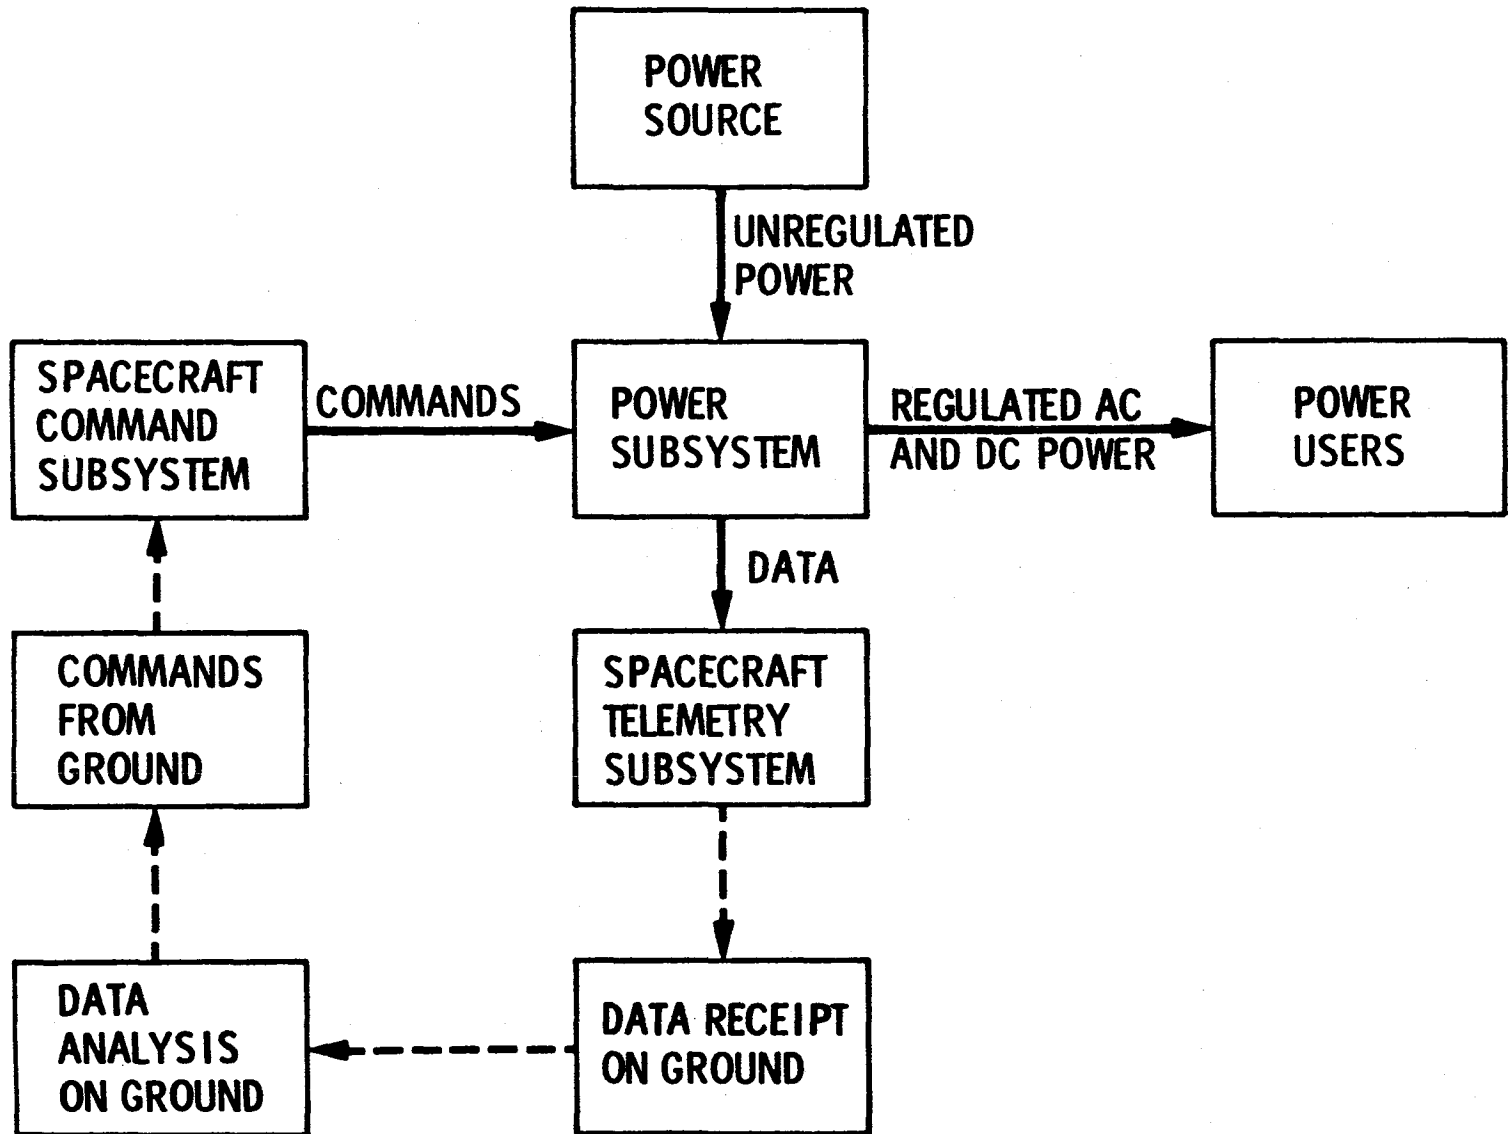 POWER
SOURCE
UNREGULATED
POWER
SPACECRAFT
COMMAND
SUBSYSTEM
COMMANDS
POWER
SUBSYSTEM
REGULATED AC
AND DC POWER
POWER
USERS
DATA
COMMANDS
FROM
GROUND
SPACECRAFT
TELEMETRY
SUBSYSTEM
DATA
ANALYSIS
ON GROUND
DATA RECEIPT
ON GROUND